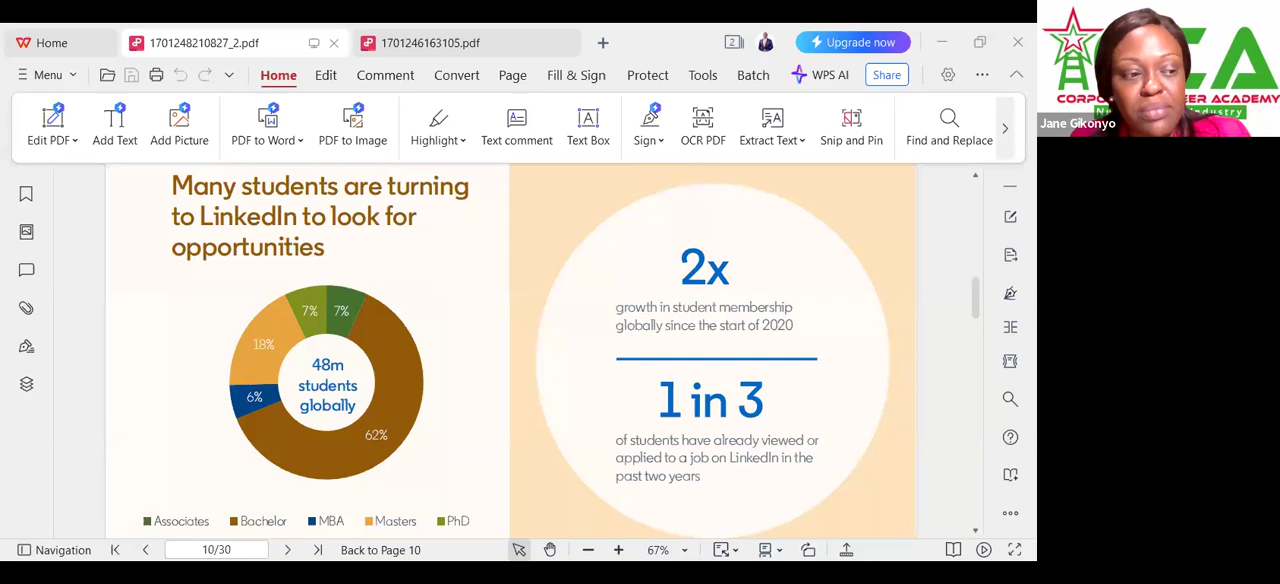 Home
1701248210827_2.pdf
1701246163105.pdf
2
Upgrade now
Menu
Home
Edit
Comment
Convert
Page
Fill & Sign
Protect
Tools
Batch
WPS AI
Share
Edit PDF
Add Text
Add Picture
PDF to Word
PDF to Image
Highlight
Text comment
Text Box
Sign
OCR PDF
Extract Text
Snip and Pin
Find and Replace
Many students are turning
to LinkedIn to look for
opportunities
7%
7%
18%
6%
62%
48m
students
globally
Associates
Bachelor
MBA
Masters
PhD
2x
growth in student membership
globally since the start of 2020
1 in 3
of students have already viewed or
applied to a job on LinkedIn in the
past two years
Navigation
10/30
Back to Page 10
67%
Jane Gikonyo